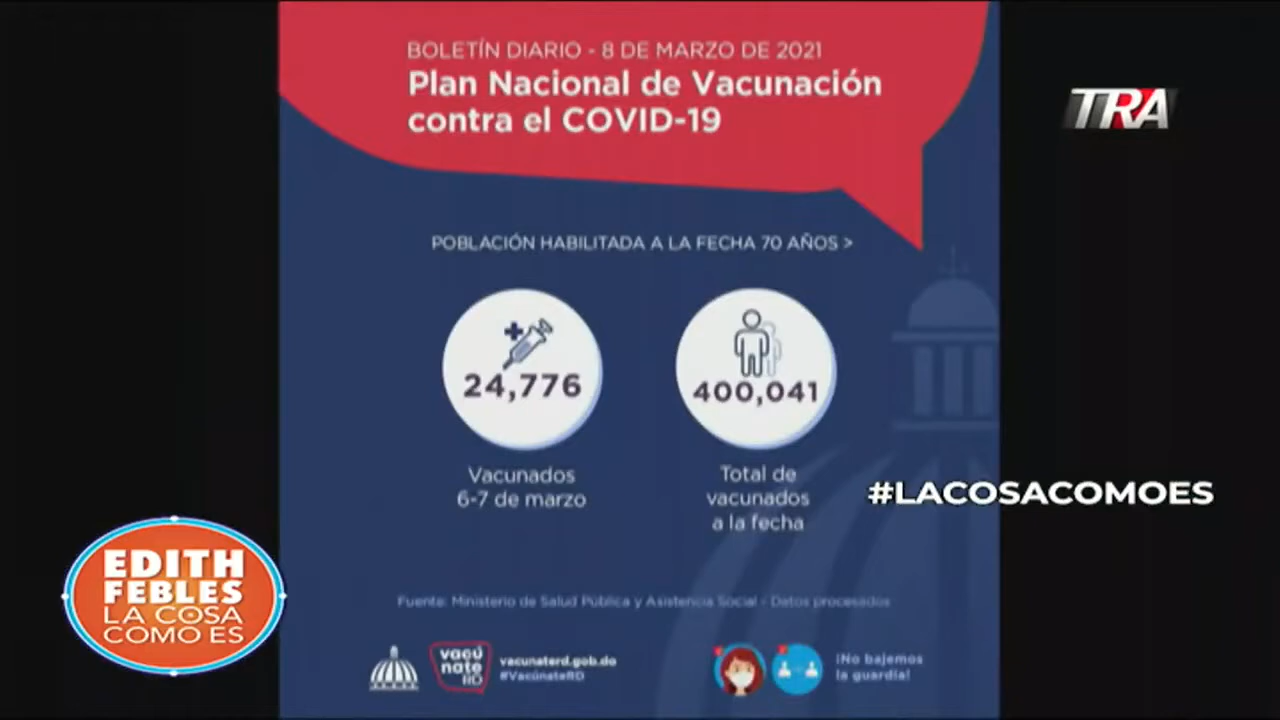 BOLETÍN DIARIO - 8 DE MARZO DE 2021
Plan Nacional de Vacunación
contra el COVID-19
TRA
POBLACIÓN HABILITADA A LA FECHA 70 AÑOS >
24,776
400,041
Vacunados
6-7 de marzo
Total de
vacunados
a la fecha
#LACOSACOMOES
EDITH
FEBLES
LA COSA
COMO ES
Fuente: Ministerio de Salud Pública y Asistencia Social - Datos procesados
vacú
nate
RD
vacunaterd.gob.do
#VacúnateRD
¡No bajemos
la guardia!